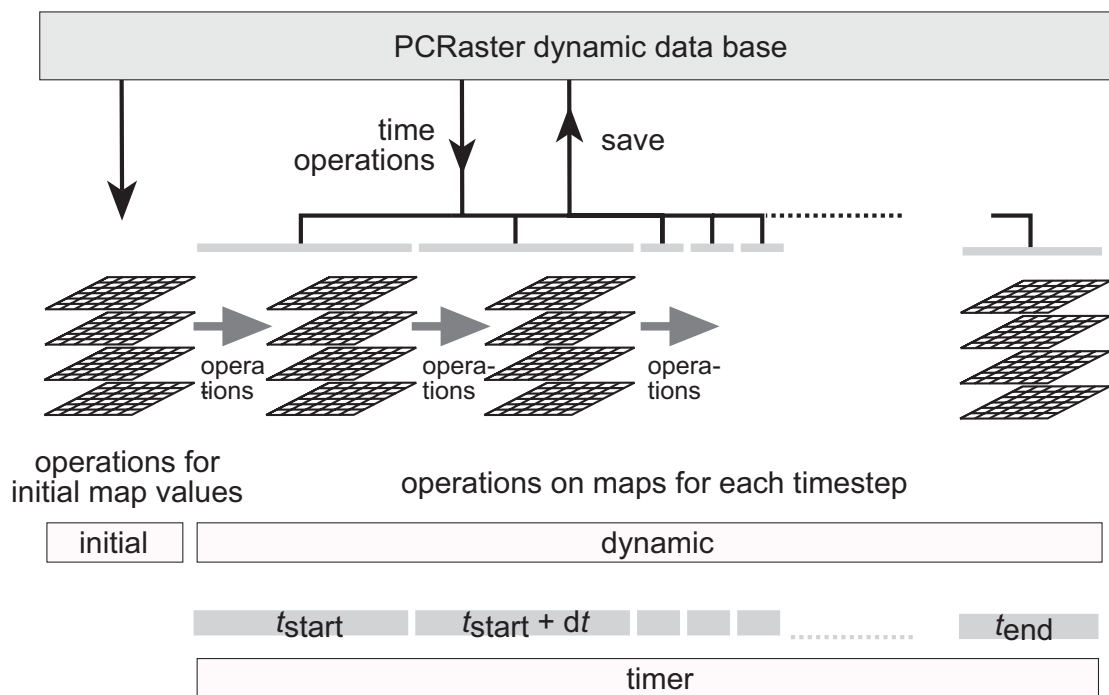 PCRaster dynamic data base
time
operations
save
opera
tions
opera-
tions
opera-
tions
operations for
initial map values
operations on maps for each timestep
initial
dynamic
tstart
tstart + dt
tend
timer